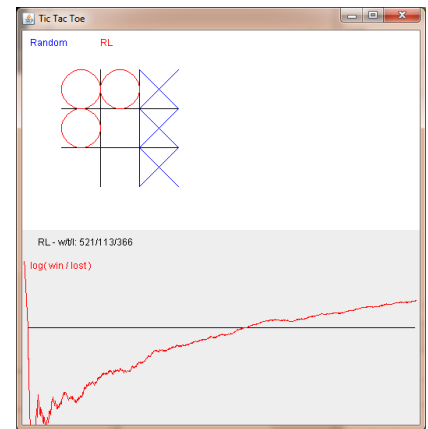 Tic Tac Toe
Random RL
RL - w/t/l: 521/113/366
log( win / lost )